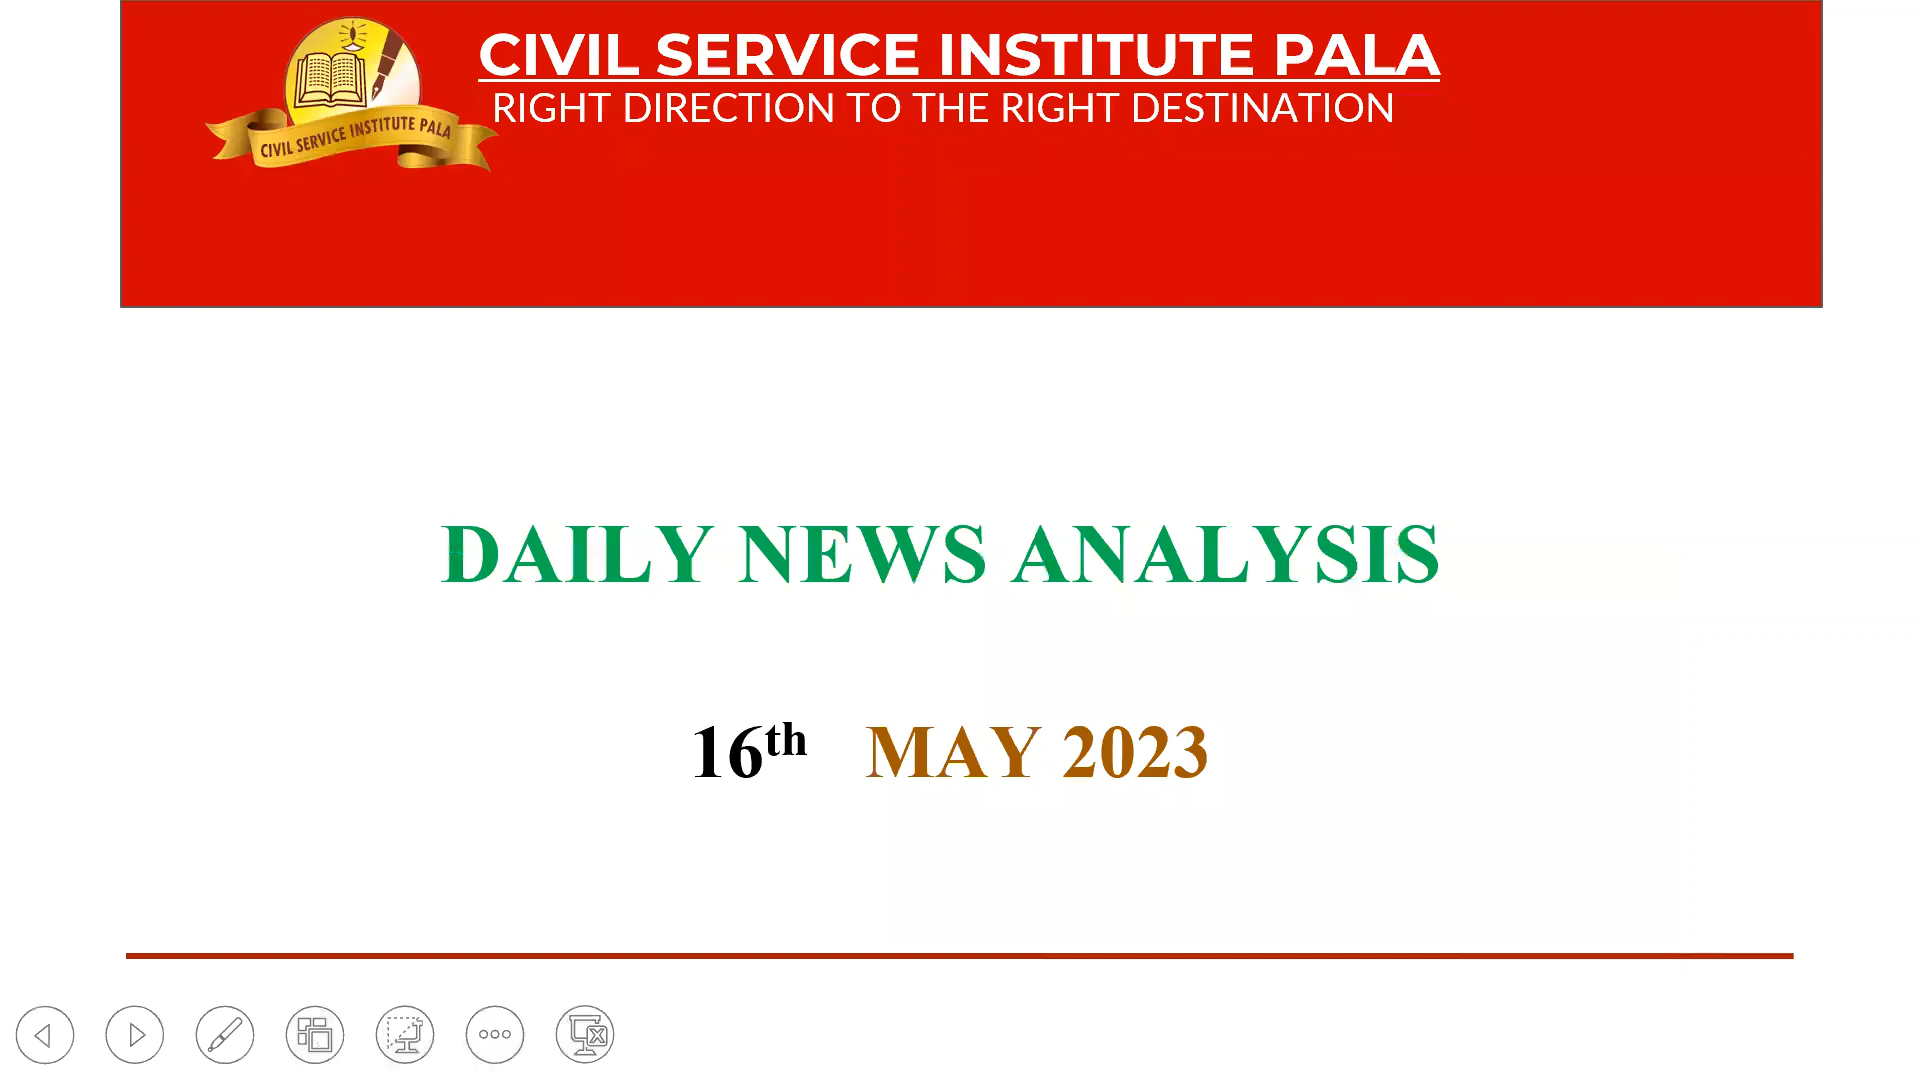 CIVIL SERVICE INSTITUTE PALA
RIGHT DIRECTION TO THE RIGHT DESTINATION
CIVIL SERVICE INSTITUTE PALA
DAILY NEWS ANALYSIS
16th MAY 2023